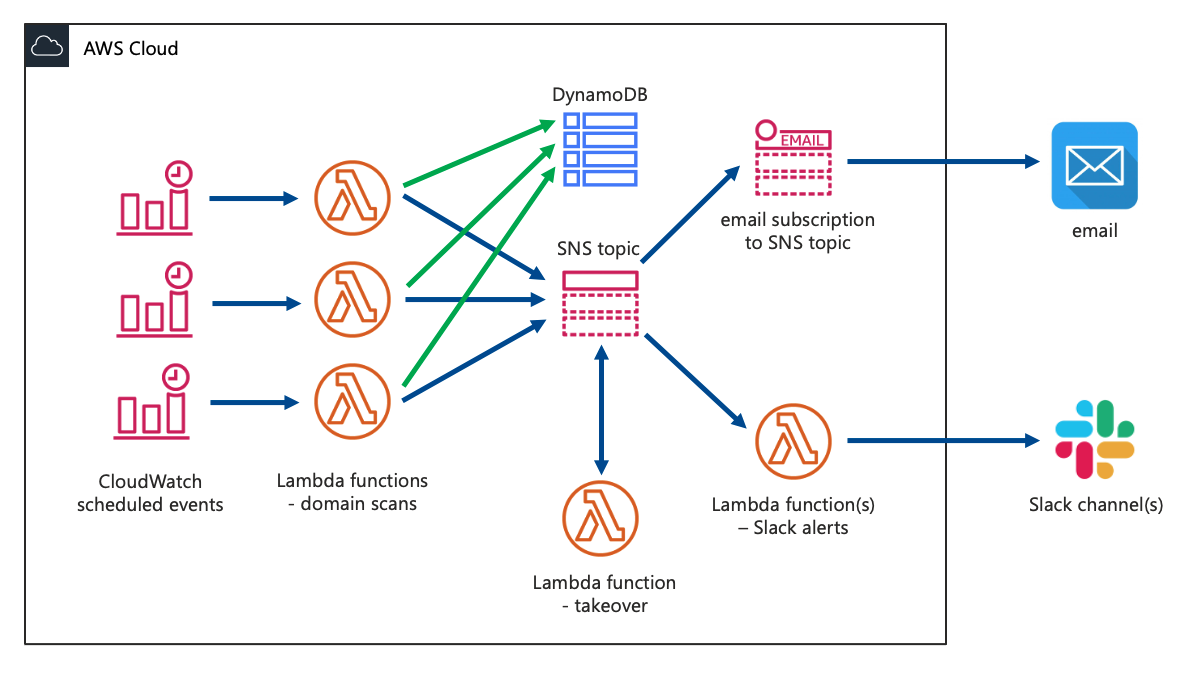 AWS Cloud
DynamoDB
EMAIL
email subscription
to SNS topic
email
SNS topic
CloudWatch
scheduled events
Lambda functions
- domain scans
Lambda function
- takeover
Lambda function(s)
– Slack alerts
Slack channel(s)